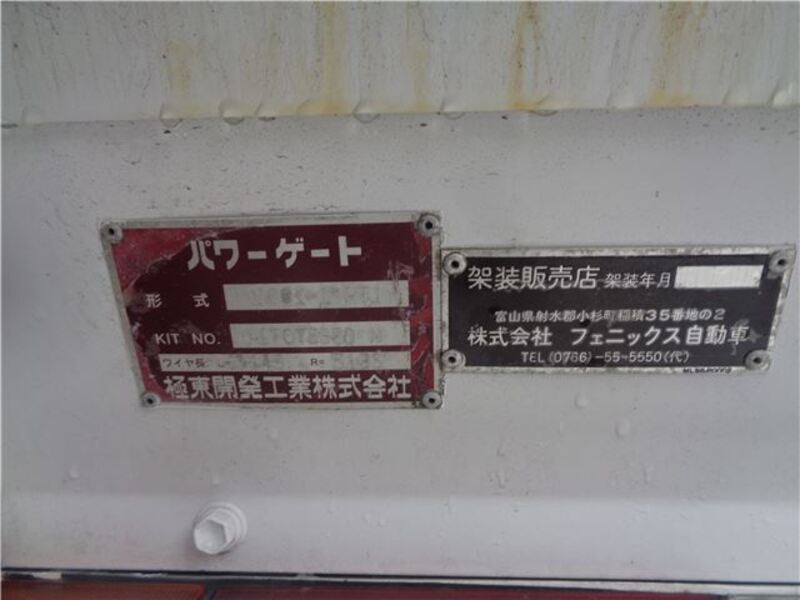 パワーゲート
形式
KIT NO.
ワイヤ長 R=
極東開発工業株式会社
架装販売店 架装年月
富山県射水郡小杉町稲積35番地の2
株式会社 フェニックス自動車
TEL(0766)-55-5550(代)